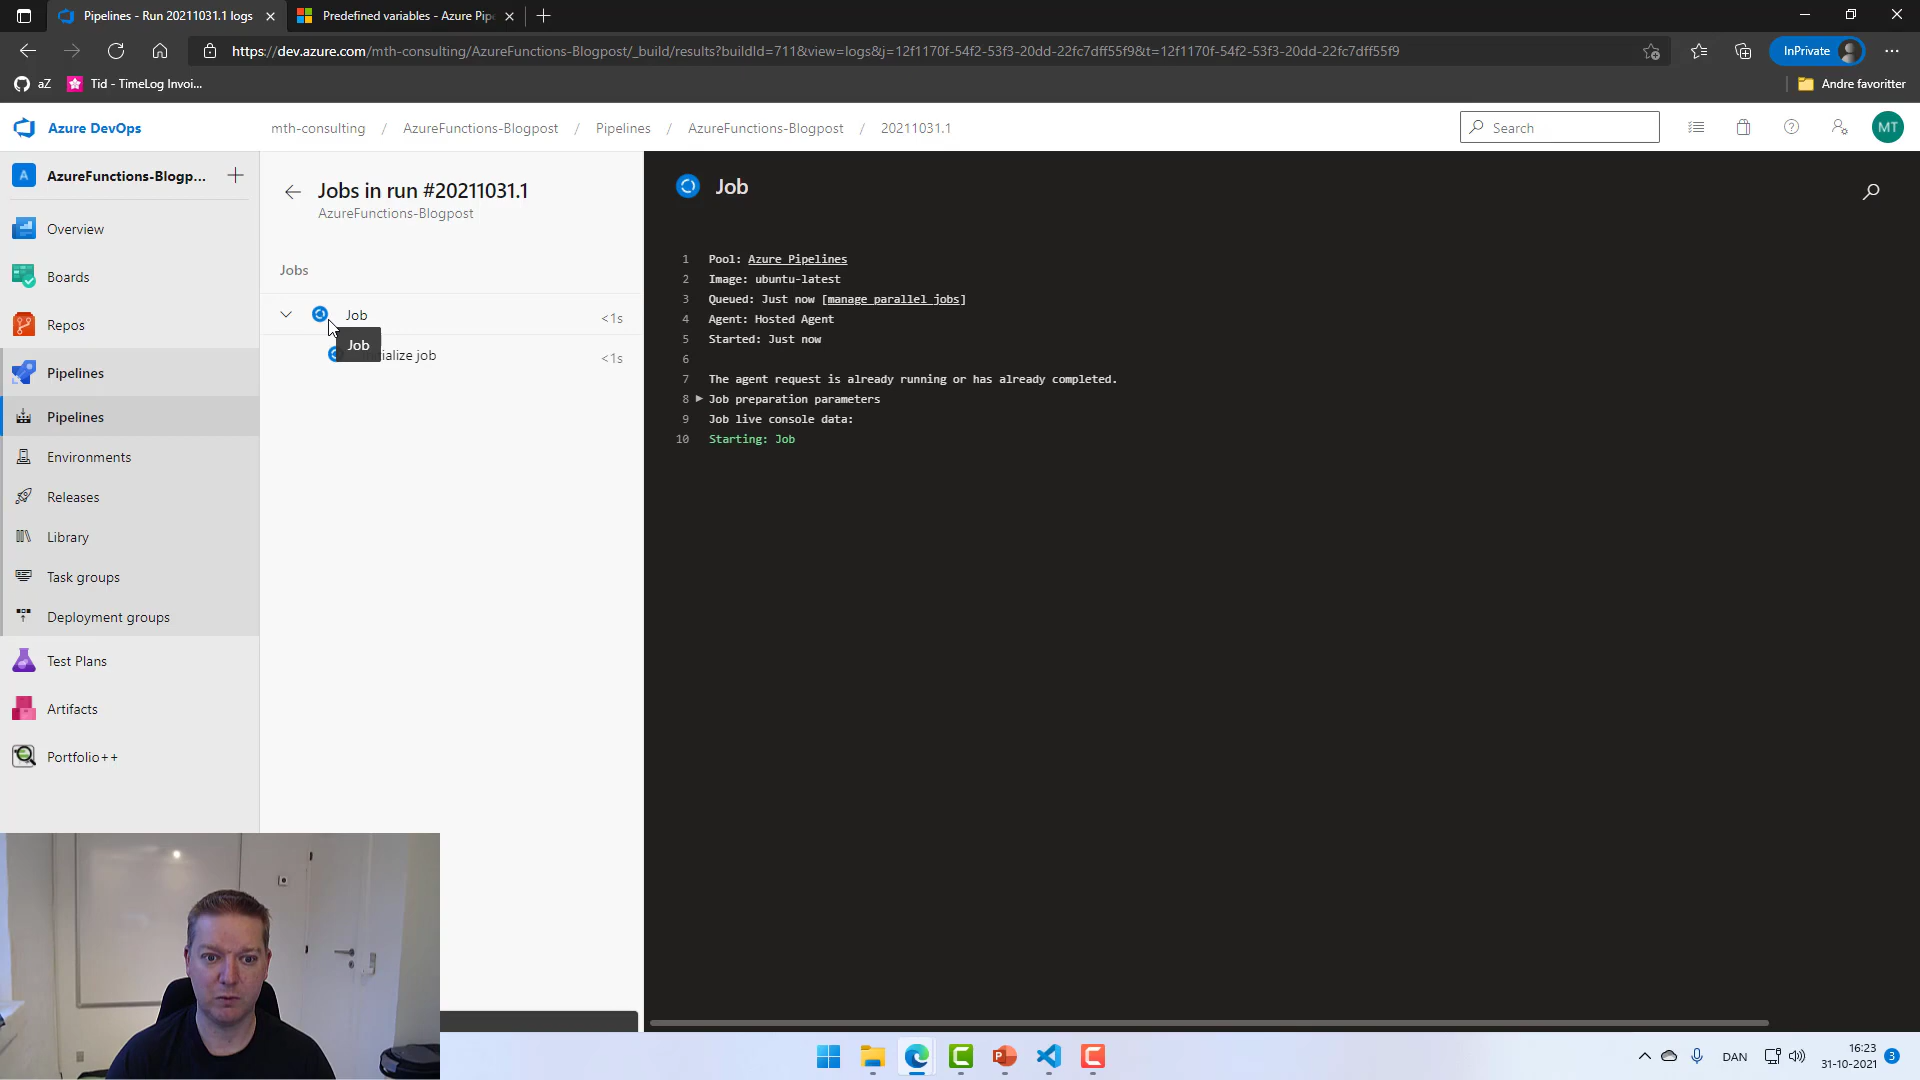 Pipelines - Run 20211031.1 logs
Predefined variables - Azure Pip
https://dev.azure.com/mth-consulting/AzureFunctions-Blogpost/_build/results?buildId=711&view=logs&j=12f1170f-54f2-53f3-20dd-22fc7dff55f9&t=12f1170f-54f2-53f3-20dd-22fc7dff55f9
InPrivate
aZ
Tid - TimeLog Invoi...
Andre favoritter
Azure DevOps
mth-consulting / AzureFunctions-Blogpost / Pipelines / AzureFunctions-Blogpost / 20211031.1
Search
MT
A AzureFunctions-Blogp...
Overview
Boards
Repos
Pipelines
Pipelines
Environments
Releases
Library
Task groups
Deployment groups
Test Plans
Artifacts
Portfolio++
Jobs in run #20211031.1
AzureFunctions-Blogpost
Jobs
Job <1s
Job
ialize job <1s
Job
1 Pool: Azure Pipelines
2 Image: ubuntu-latest
3 Queued: Just now [manage parallel jobs]
4 Agent: Hosted Agent
5 Started: Just now
6
7 The agent request is already running or has already completed.
8 Job preparation parameters
9 Job live console data:
10 Starting: Job
DAN
16:23
31-10-2021
3